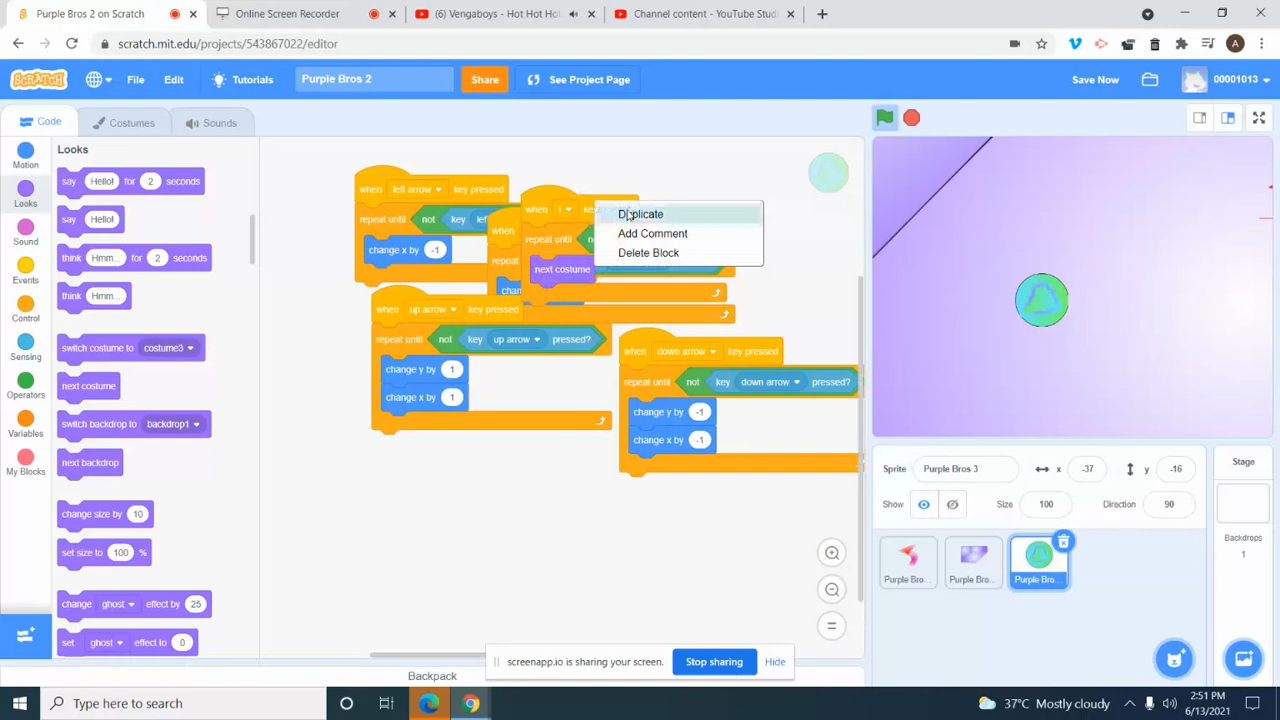 Purple Bros 2 on Scratch
Online Screen Recorder
(6) Vengaboys - Hot Hot Hot
Channel content - YouTube Stud
scratch.mit.edu/projects/543867022/editor
A
SCRATCH
File
Edit
Tutorials
Purple Bros 2
Share
See Project Page
Save Now
00001013
Code
Costumes
Sounds
Motion
Looks
Sound
Events
Control
Sensing
Operators
Variables
My Blocks
Looks
say Hello! for 2 seconds
say Hello!
think Hmm... for 2 seconds
think Hmm...
switch costume to costume3
next costume
switch backdrop to backdrop1
next backdrop
change size by 10
set size to 100 %
change ghost effect by 25
set ghost effect to 0
when left arrow key pressed
repeat until not key
change x by -1
when
repeat
when i
repeat until
next costume
Duplicate
Add Comment
Delete Block
when up arrow key pressed
repeat until not key up arrow pressed?
change y by 1
change x by 1
when down arrow key pressed
repeat until not key down arrow pressed?
change y by -1
change x by -1
Sprite Purple Bros 3 x -37 y -16
Show Size 100 Direction 90
Purple Bro...
Purple Bro...
Purple Bro...
Stage
Backdrops
1
screenapp.io is sharing your screen.
Stop sharing
Hide
Backpack
Type here to search
37°C Mostly cloudy
2:51 PM
6/13/2021